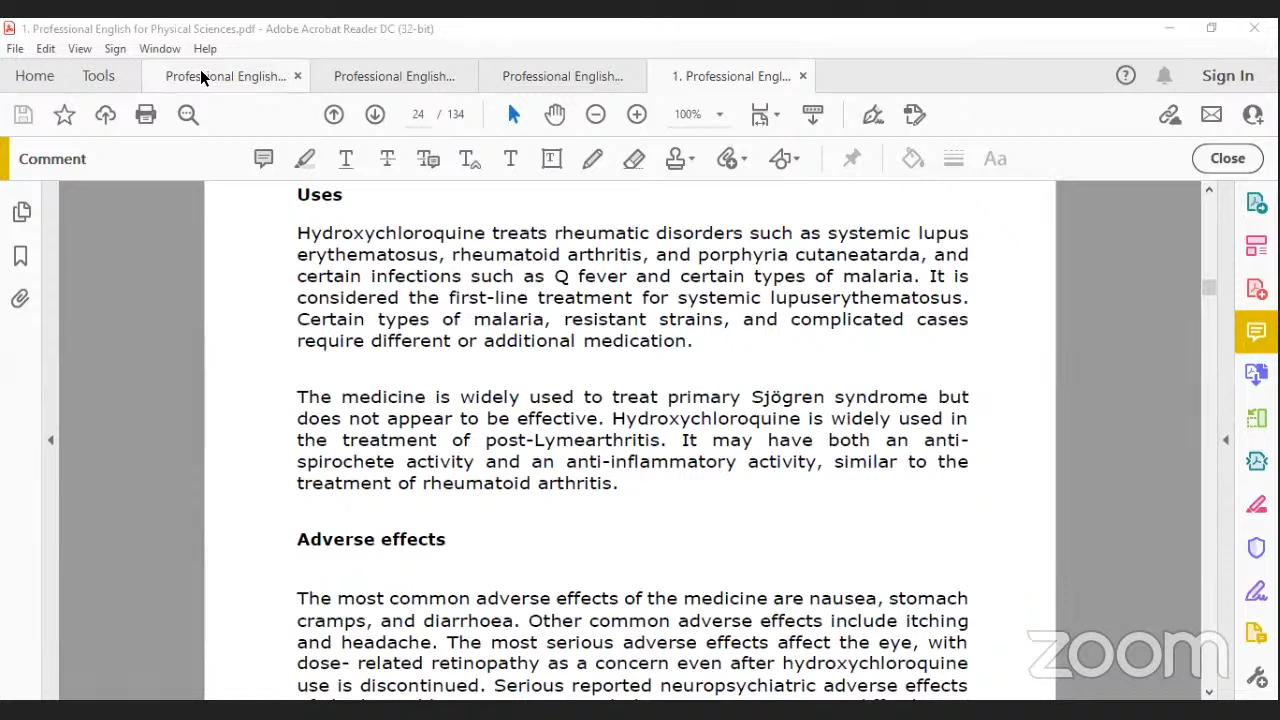 1. Professional English for Physical Sciences.pdf - Adobe Acrobat Reader DC (32-bit)
File Edit View Sign Window Help
Home Tools Professional English... Professional English... Professional English... 1. Professional Engl... Sign In
24 / 134 100%
Comment Aa Close
Uses
Hydroxychloroquine treats rheumatic disorders such as systemic lupus
erythematosus, rheumatoid arthritis, and porphyria cutaneatarda, and
certain infections such as Q fever and certain types of malaria. It is
considered the first-line treatment for systemic lupuserythematosus.
Certain types of malaria, resistant strains, and complicated cases
require different or additional medication.
The medicine is widely used to treat primary Sjögren syndrome but
does not appear to be effective. Hydroxychloroquine is widely used in
the treatment of post-Lymearthritis. It may have both an anti-
spirochete activity and an anti-inflammatory activity, similar to the
treatment of rheumatoid arthritis.
Adverse effects
The most common adverse effects of the medicine are nausea, stomach
cramps, and diarrhoea. Other common adverse effects include itching
and headache. The most serious adverse effects affect the eye, with
dose- related retinopathy as a concern even after hydroxychloroquine
use is discontinued. Serious reported neuropsychiatric adverse effects
zoom